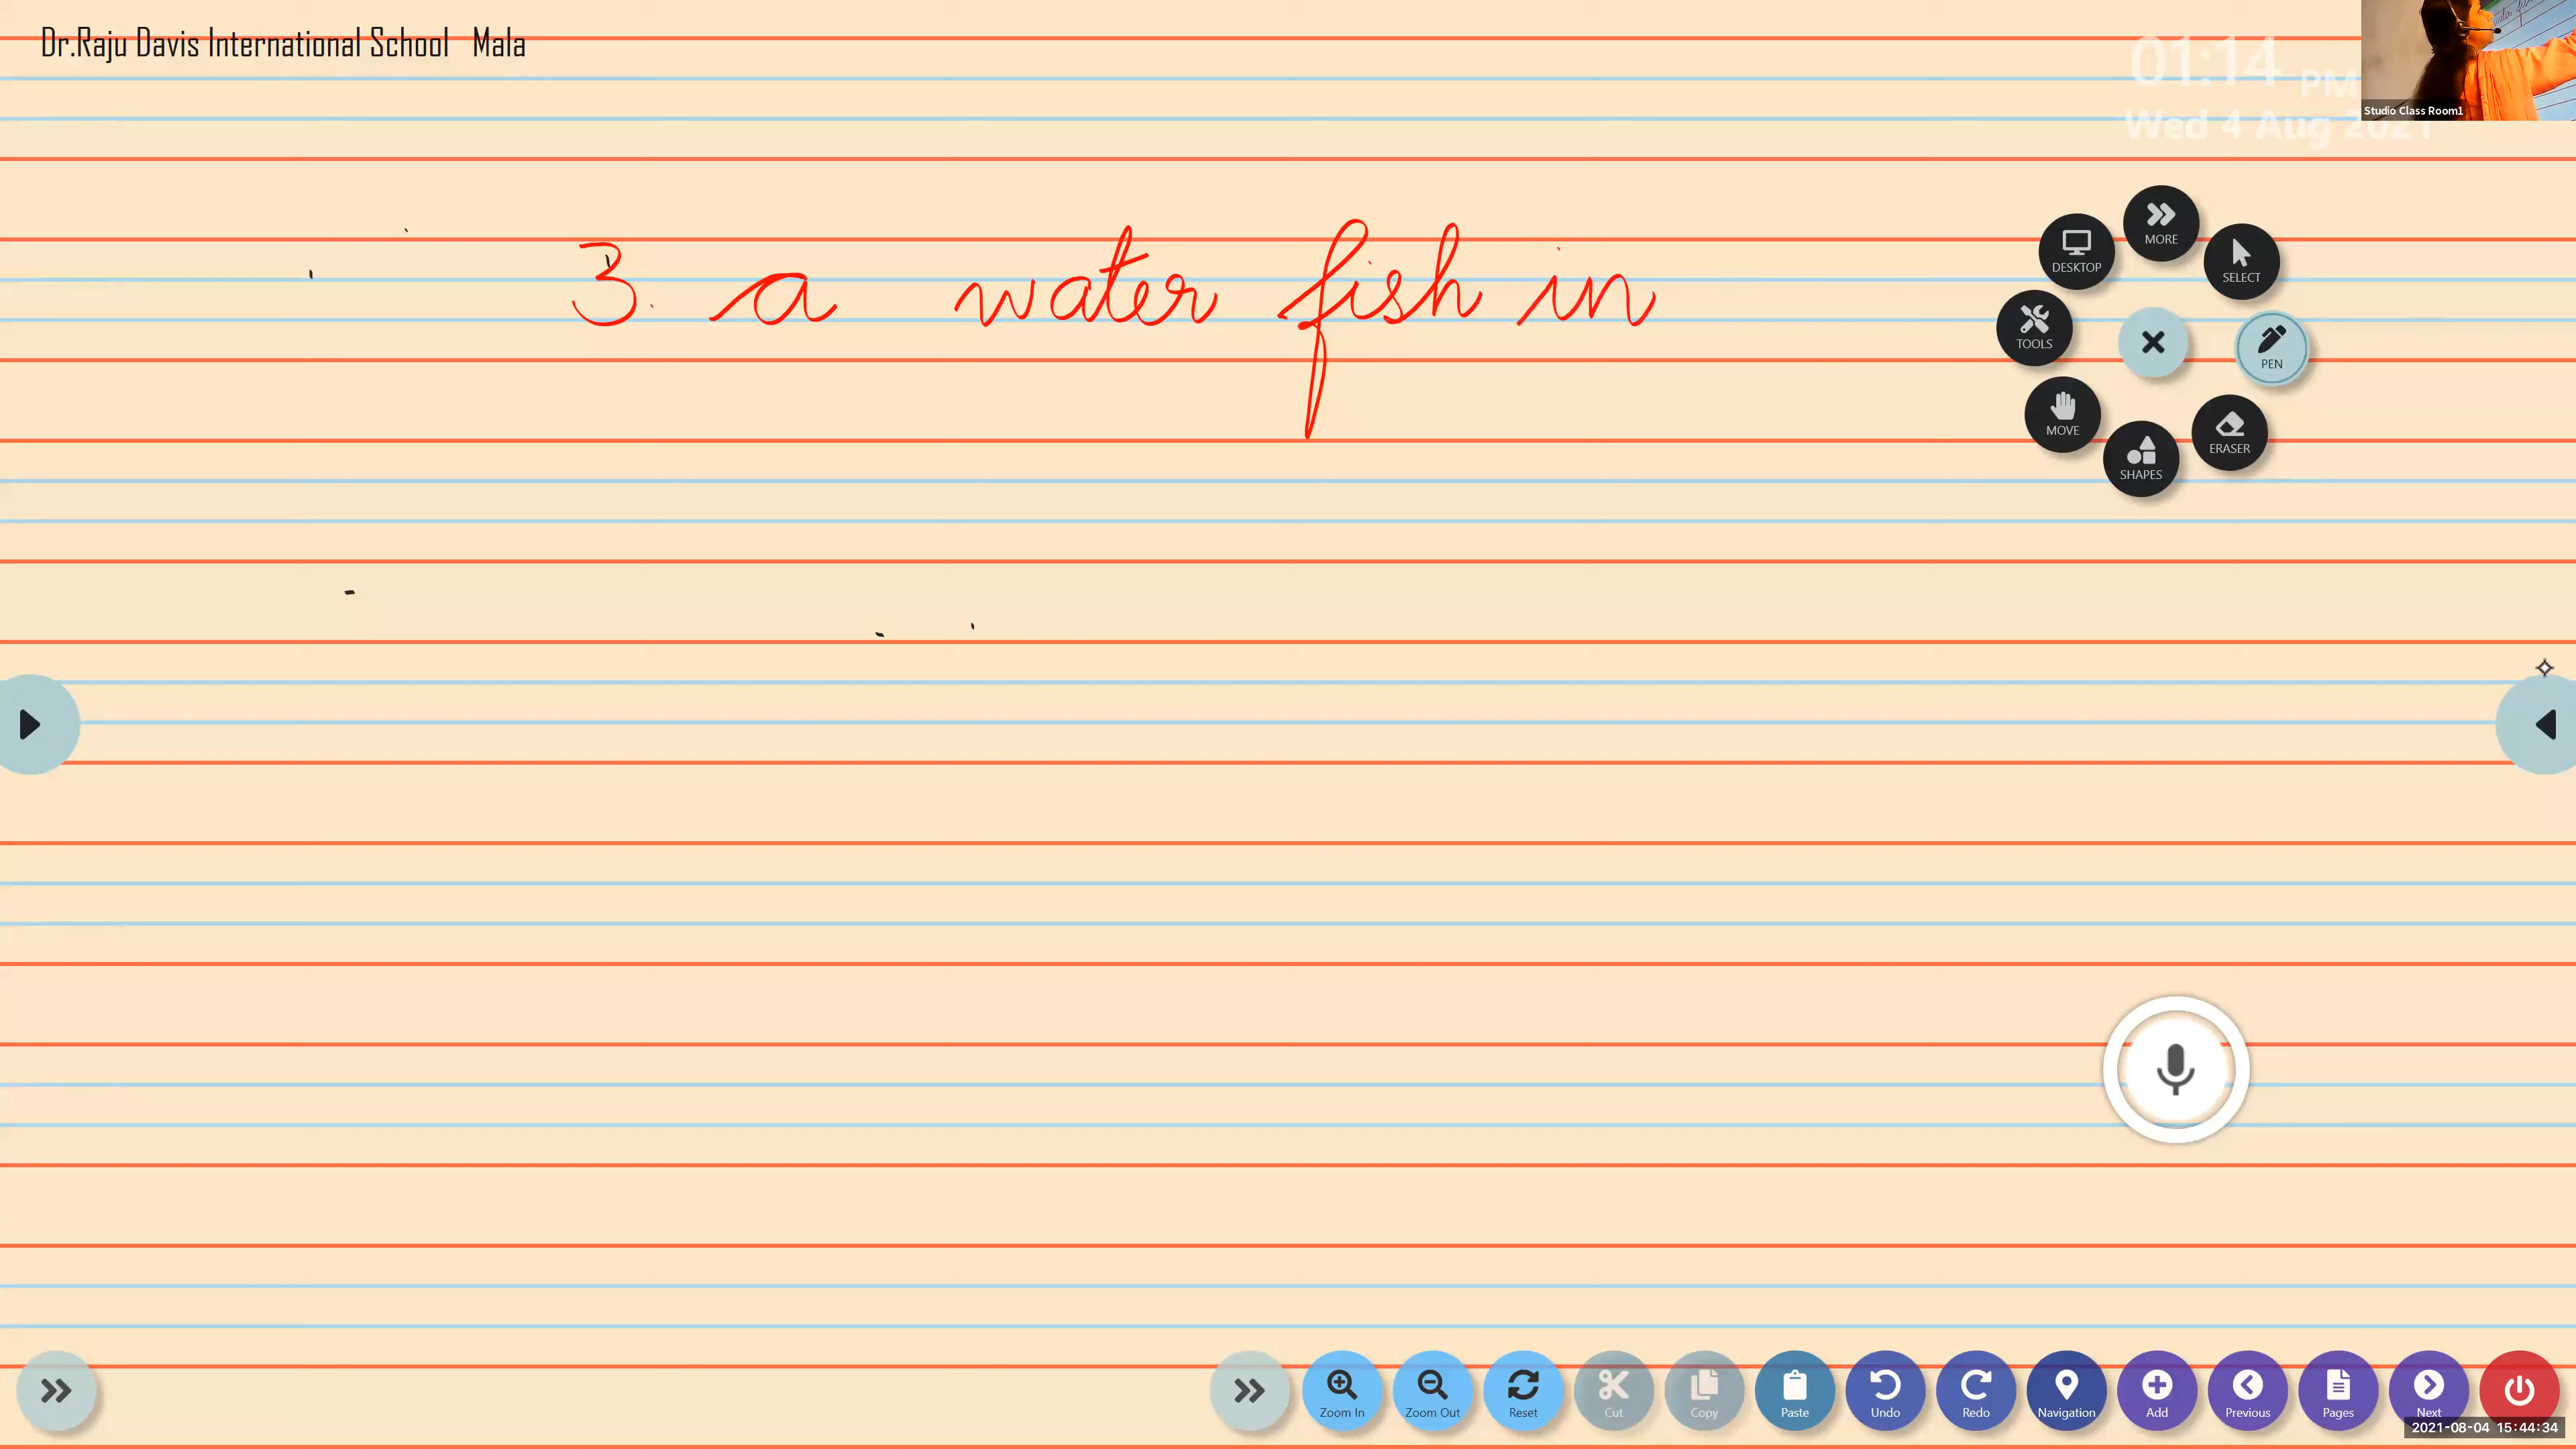 Dr.Raju Davis International School Mala
01:14 PM
Wed 4 Aug 2021
Studio Class Room1
3. a water fish in
MORE
DESKTOP
SELECT
TOOLS
PEN
MOVE
ERASER
SHAPES
Zoom In Zoom Out Reset Cut Copy Paste Undo Redo Navigation Add Previous Pages Next
2021-08-04 15:44:34